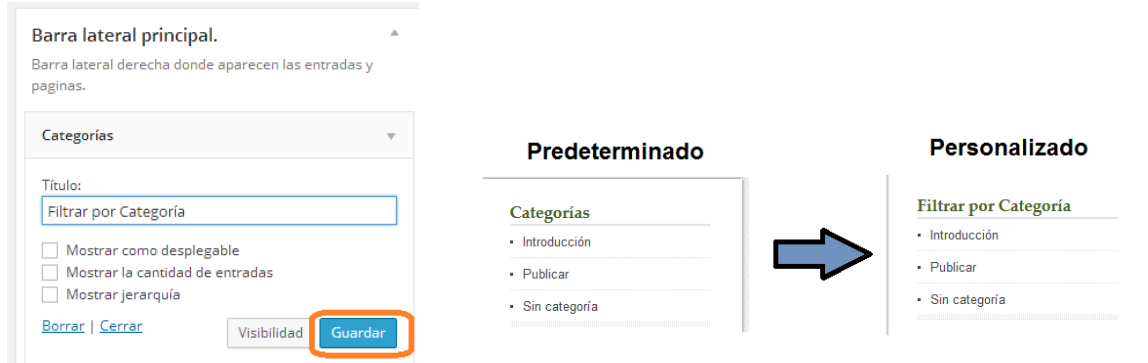 Barra lateral principal.
Barra lateral derecha donde aparecen las entradas y
paginas.
Categorías
Título:
Filtrar por Categoría
Mostrar como desplegable
Mostrar la cantidad de entradas
Mostrar jerarquía
Borrar | Cerrar
Visibilidad
Guardar
Predeterminado
Categorías
Introducción
Publicar
Sin categoría
Personalizado
Filtrar por Categoría
Introducción
Publicar
Sin categoría